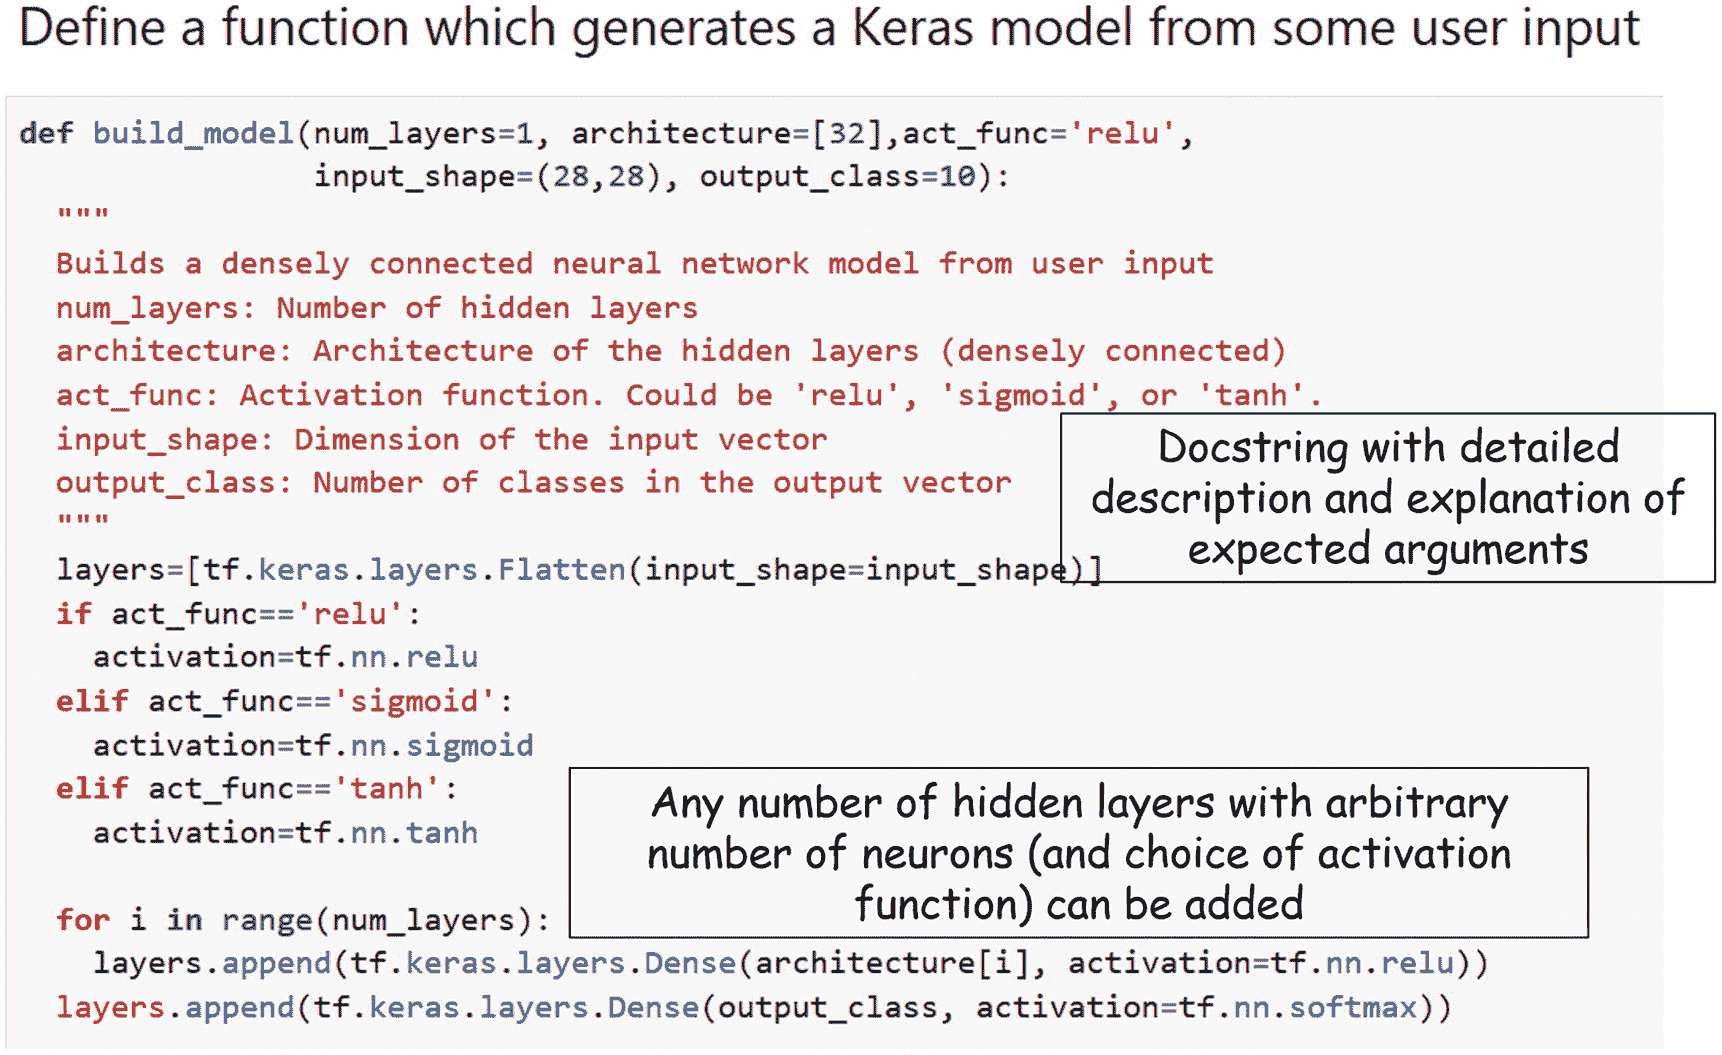 Define a function which generates a Keras model from some user input
def build_model(num_layers=1, architecture=[32],act_func='relu',
                input_shape=(28,28), output_class=10):
  """
  Builds a densely connected neural network model from user input
  num_layers: Number of hidden layers
  architecture: Architecture of the hidden layers (densely connected)
  act_func: Activation function. Could be 'relu', 'sigmoid', or 'tanh'.
  input_shape: Dimension of the input vector
  output_class: Number of classes in the output vector
  """
Docstring with detailed
description and explanation of
expected arguments
  layers=[tf.keras.layers.Flatten(input_shape=input_shape)]
  if act_func=='relu':
    activation=tf.nn.relu
  elif act_func=='sigmoid':
    activation=tf.nn.sigmoid
  elif act_func=='tanh':
    activation=tf.nn.tanh
Any number of hidden layers with arbitrary
number of neurons (and choice of activation
function) can be added
  for i in range(num_layers):
    layers.append(tf.keras.layers.Dense(architecture[i], activation=tf.nn.relu))
  layers.append(tf.keras.layers.Dense(output_class, activation=tf.nn.softmax))